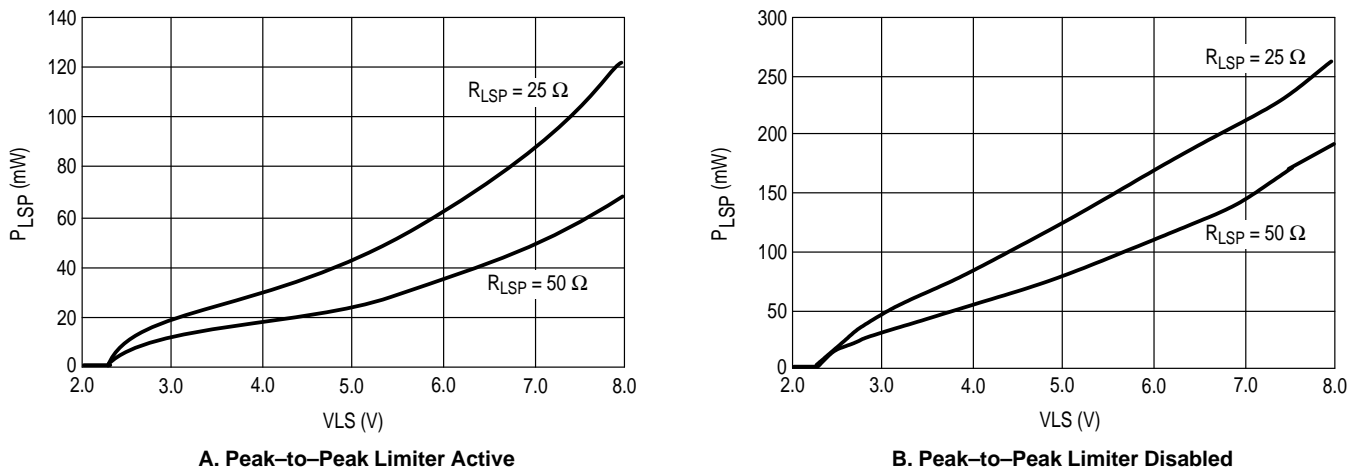 140
120
100
80
60
40
20
0
P_LSP (mW)
R_LSP = 25 Ω
R_LSP = 50 Ω
2.0 3.0 4.0 5.0 6.0 7.0 8.0
VLS (V)
A. Peak–to–Peak Limiter Active
300
250
200
150
100
50
0
P_LSP (mW)
R_LSP = 25 Ω
R_LSP = 50 Ω
2.0 3.0 4.0 5.0 6.0 7.0 8.0
VLS (V)
B. Peak–to–Peak Limiter Disabled